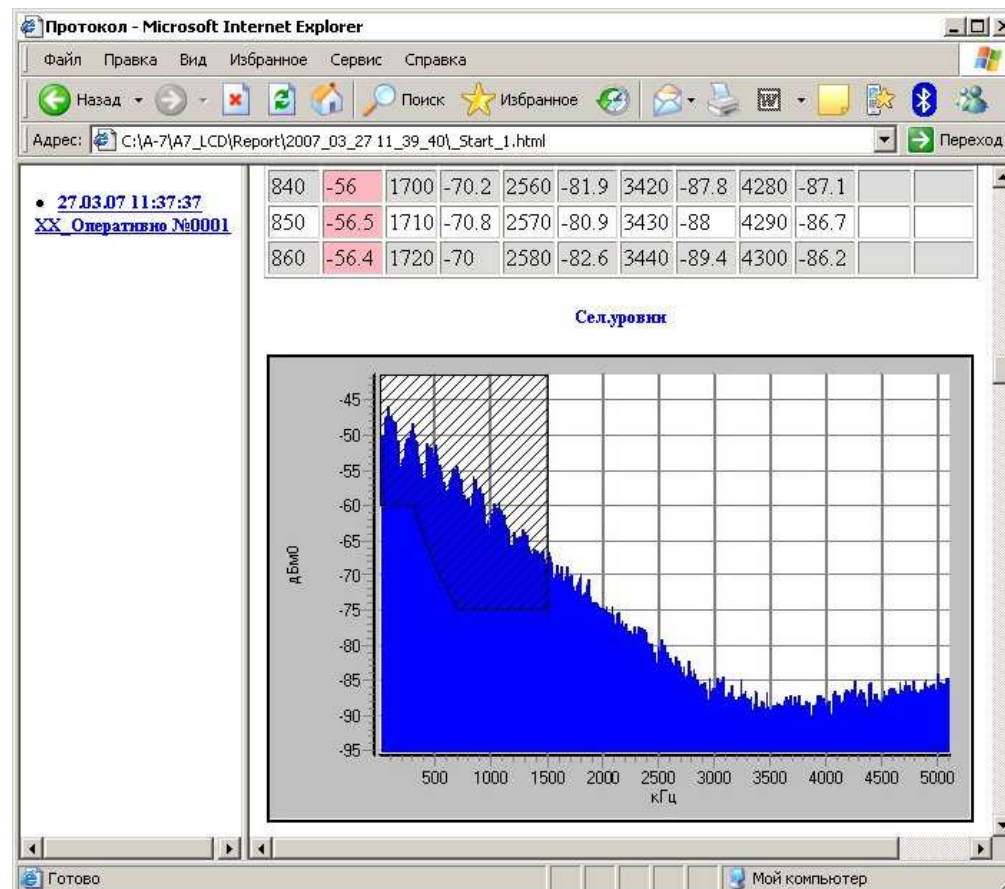 Протокол - Microsoft Internet Explorer
Файл Правка Вид Избранное Сервис Справка
Назад Поиск Избранное
Адрес: C:\A-7\A7_LCD\Report\2007_03_27 11_39_40\_Start_1.html Переход
27.03.07 11:37:37
XX_Оперативно №0001
840 -56 1700 -70.2 2560 -81.9 3420 -87.8 4280 -87.1
850 -56.5 1710 -70.8 2570 -80.9 3430 -88 4290 -86.7
860 -56.4 1720 -70 2580 -82.6 3440 -89.4 4300 -86.2
Сел.уровни
-45
-50
-55
-60
-65
-70
-75
-80
-85
-90
-95
дБм0
500 1000 1500 2000 2500 3000 3500 4000 4500 5000
кГц
Готово Мой компьютер